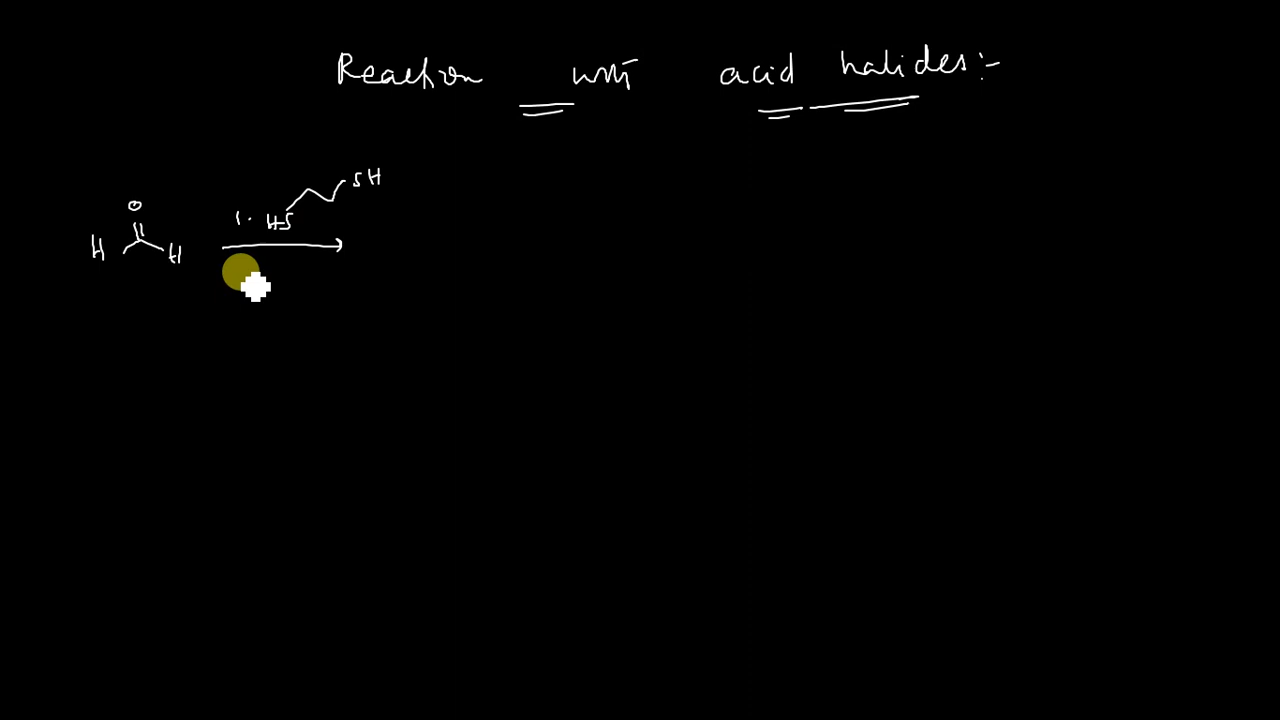 Reaction with acid halides :-
SH
O
1. HS
H H